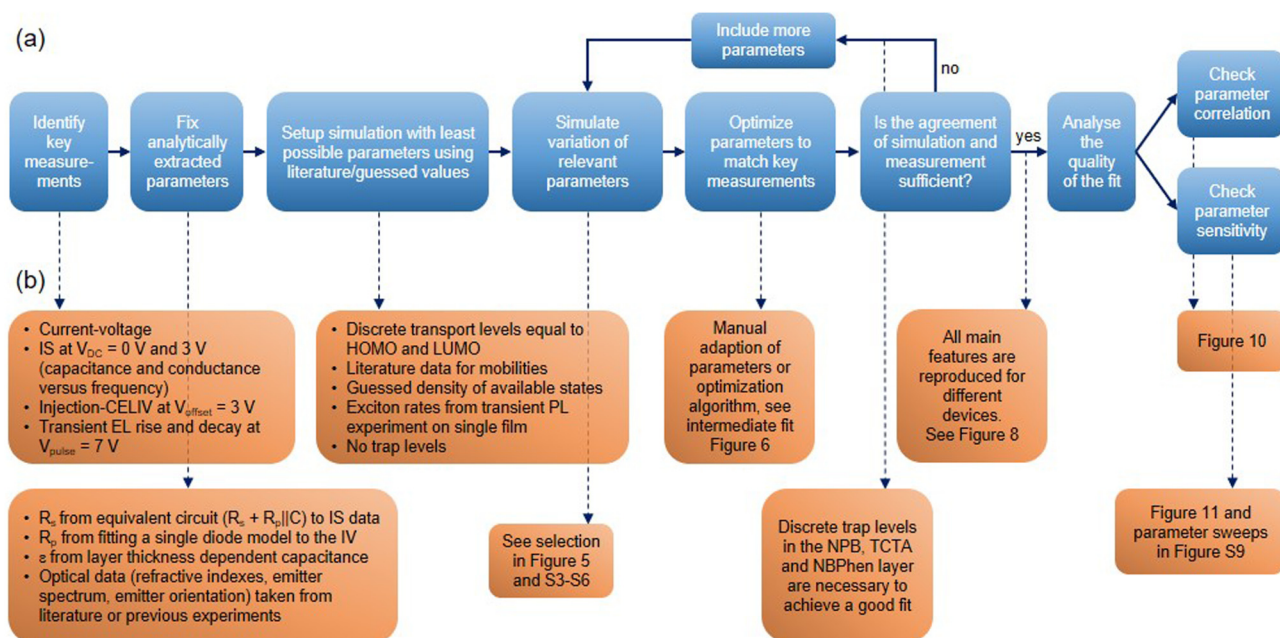 (a)
Include more
parameters
no
Identify
key
measure-
ments
Fix
analytically
extracted
parameters
Setup simulation with least
possible parameters using
literature/guessed values
Simulate
variation of
relevant
parameters
Optimize
parameters to
match key
measurements
Is the agreement
of simulation and
measurement
sufficient?
yes
Analyse
the
quality
of the fit
Check
parameter
correlation
Check
parameter
sensitivity
(b)
• Current-voltage
• IS at VDC = 0 V and 3 V
(capacitance and conductance
versus frequency)
• Injection-CELIV at Voffset = 3 V
• Transient EL rise and decay at
Vpulse = 7 V
• Discrete transport levels equal to
HOMO and LUMO
• Literature data for mobilities
• Guessed density of available states
• Exciton rates from transient PL
experiment on single film
• No trap levels
Manual
adaption of
parameters or
optimization
algorithm, see
intermediate fit
Figure 6
All main
features are
reproduced for
different
devices.
See Figure 8
Figure 10
• Rs from equivalent circuit (Rs + Rp||C) to IS data
• Rp from fitting a single diode model to the IV
• ε from layer thickness dependent capacitance
• Optical data (refractive indexes, emitter
spectrum, emitter orientation) taken from
literature or previous experiments
See selection
in Figure 5
and S3-S6
Discrete trap levels
in the NPB, TCTA
and NBPhen layer
are necessary to
achieve a good fit
Figure 11 and
parameter sweeps
in Figure S9